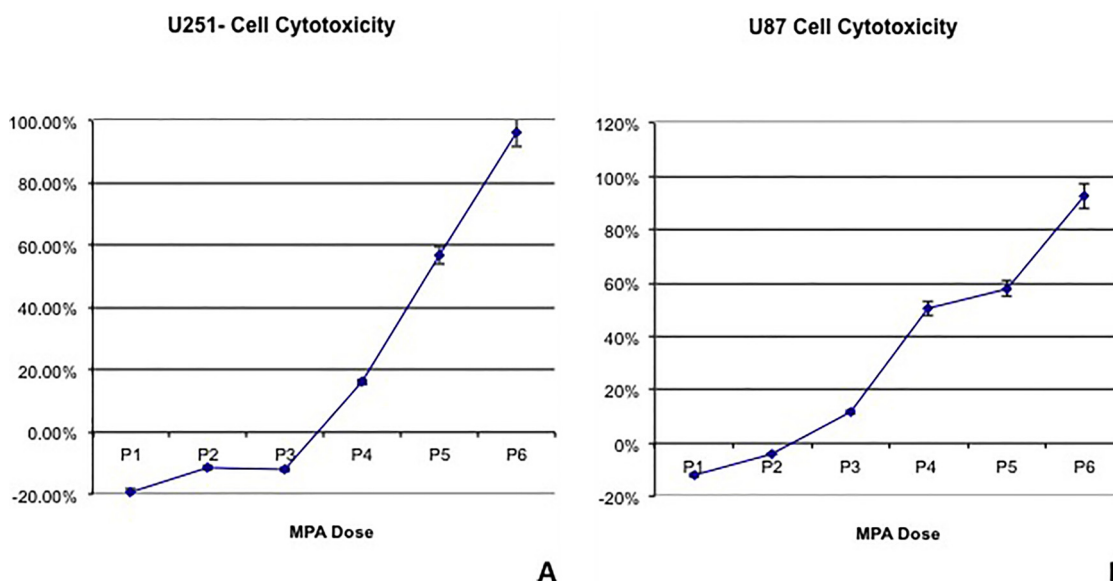 U251- Cell Cytotoxicity
100.00%
80.00%
60.00%
40.00%
20.00%
0.00%
-20.00%
P1 P2 P3 P4 P5 P6
MPA Dose
A
U87 Cell Cytotoxicity
120%
100%
80%
60%
40%
20%
0%
-20%
P1 P2 P3 P4 P5 P6
MPA Dose